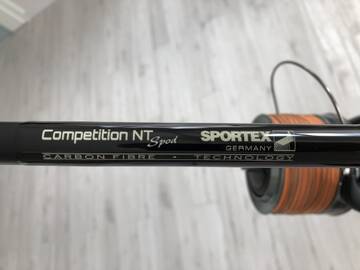 Competition NT Spod SPORTEX
GERMANY
CARBON FIBRE • TECHNOLOGY